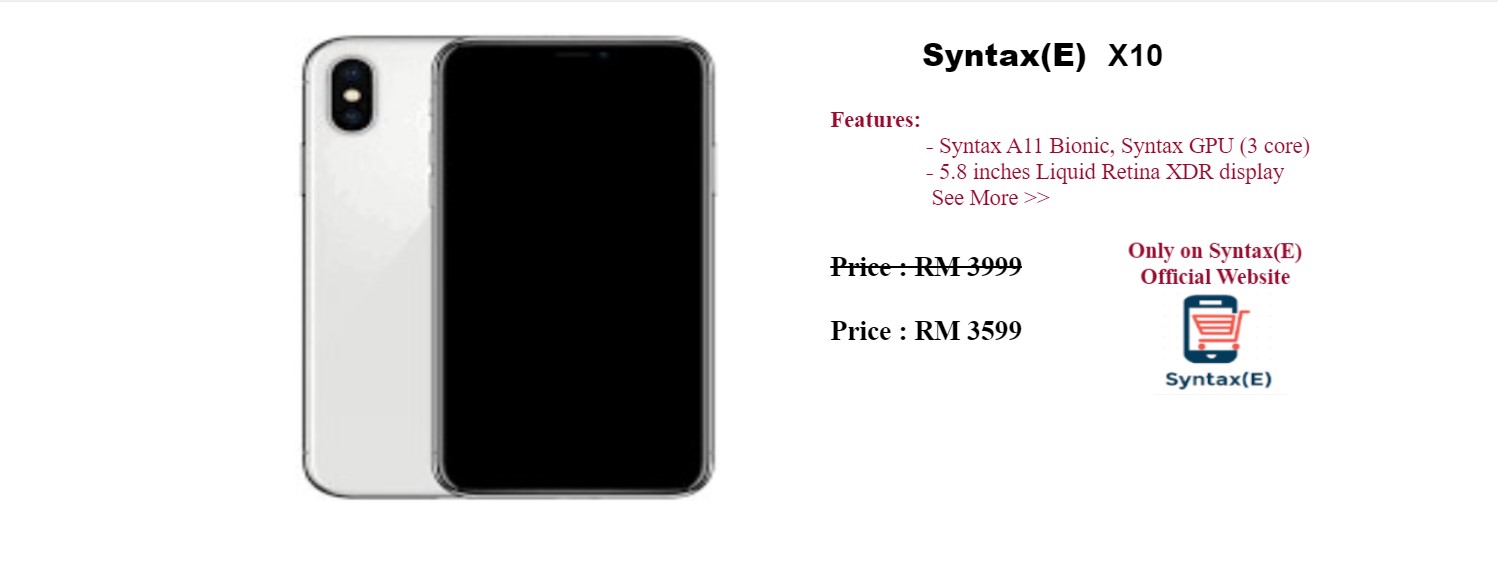 Syntax(E) X10
Features:
- Syntax A11 Bionic, Syntax GPU (3 core)
- 5.8 inches Liquid Retina XDR display
See More >>
Price : RM 3999
Price : RM 3599
Only on Syntax(E)
Official Website
Syntax(E)